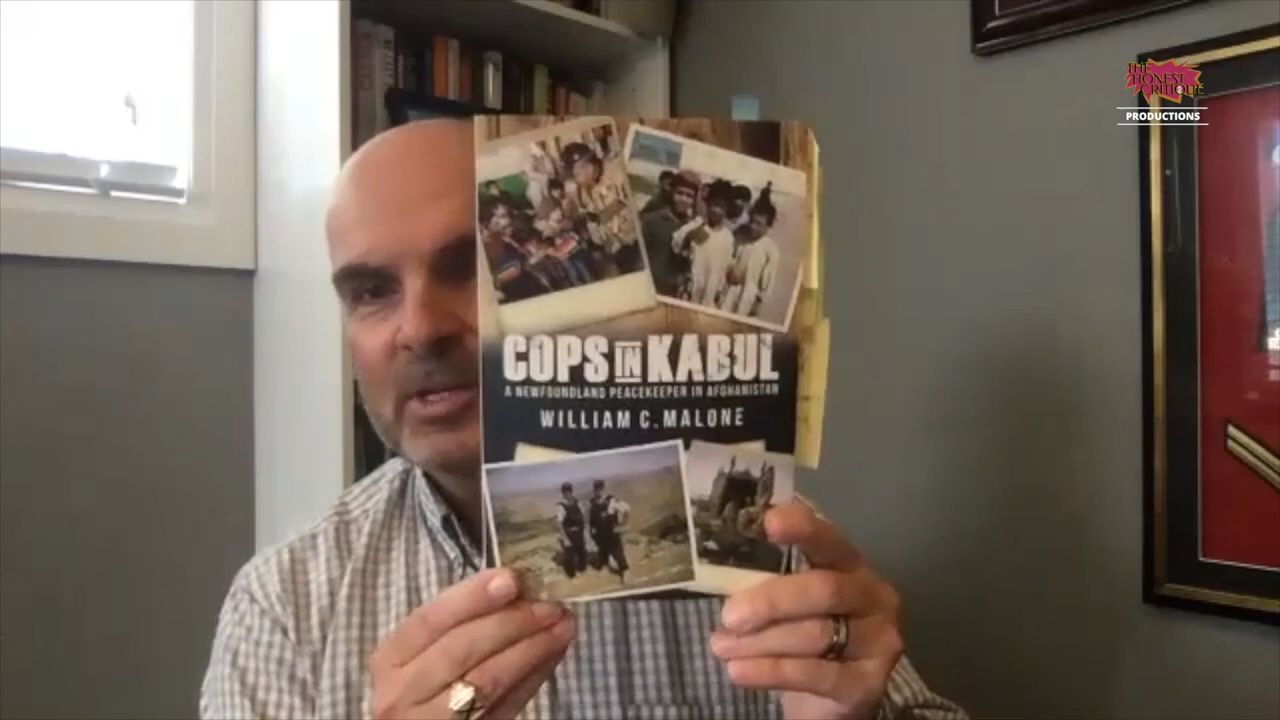 THE
HONEST
CRITIQUE
PRODUCTIONS
COPS IN KABUL
A NEWFOUNDLAND PEACEKEEPER IN AFGHANISTAN
WILLIAM C. MALONE